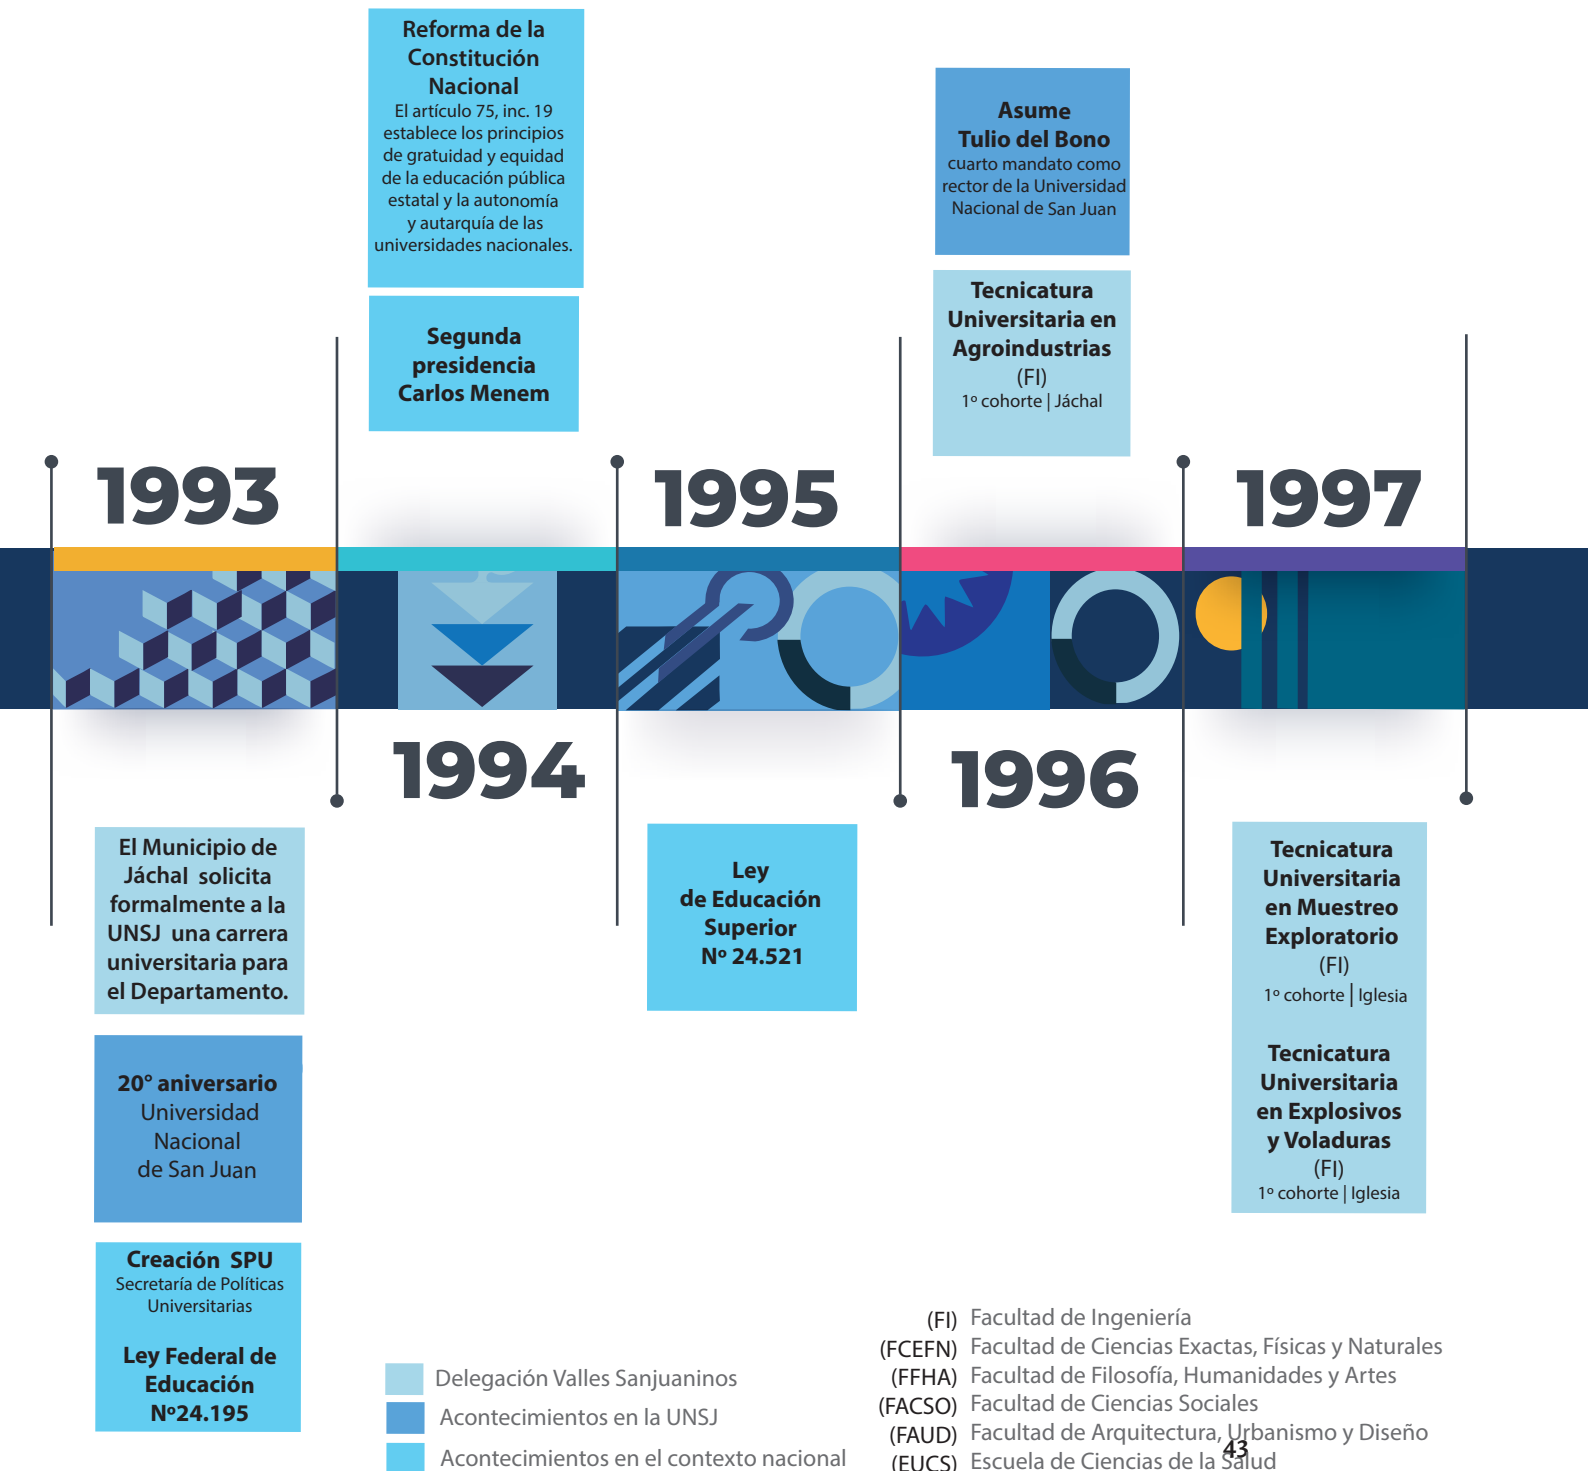 Reforma de la
Constitución
Nacional
El artículo 75, inc. 19
establece los principios
de gratuidad y equidad
de la educación pública
estatal y la autonomía
y autarquía de las
universidades nacionales.
Segunda
presidencia
Carlos Menem
Asume
Tulio del Bono
cuarto mandato como
rector de la Universidad
Nacional de San Juan
Tecnicatura
Universitaria en
Agroindustrias
(FI)
1º cohorte | Jáchal
1993
1995
1997
1994
1996
El Municipio de
Jáchal solicita
formalmente a la
UNSJ una carrera
universitaria para
el Departamento.
20° aniversario
Universidad
Nacional
de San Juan
Creación SPU
Secretaría de Políticas
Universitarias
Ley Federal de
Educación
Nº24.195
Ley
de Educación
Superior
Nº 24.521
Tecnicatura
Universitaria
en Muestreo
Exploratorio
(FI)
1º cohorte | Iglesia
Tecnicatura
Universitaria
en Explosivos
y Voladuras
(FI)
1º cohorte | Iglesia
Delegación Valles Sanjuaninos
Acontecimientos en la UNSJ
Acontecimientos en el contexto nacional
(FI) Facultad de Ingeniería
(FCEFN) Facultad de Ciencias Exactas, Físicas y Naturales
(FFHA) Facultad de Filosofía, Humanidades y Artes
(FACSO) Facultad de Ciencias Sociales
(FAUD) Facultad de Arquitectura, Urbanismo y Diseño
(EUCS) Escuela de Ciencias de la Salud
43